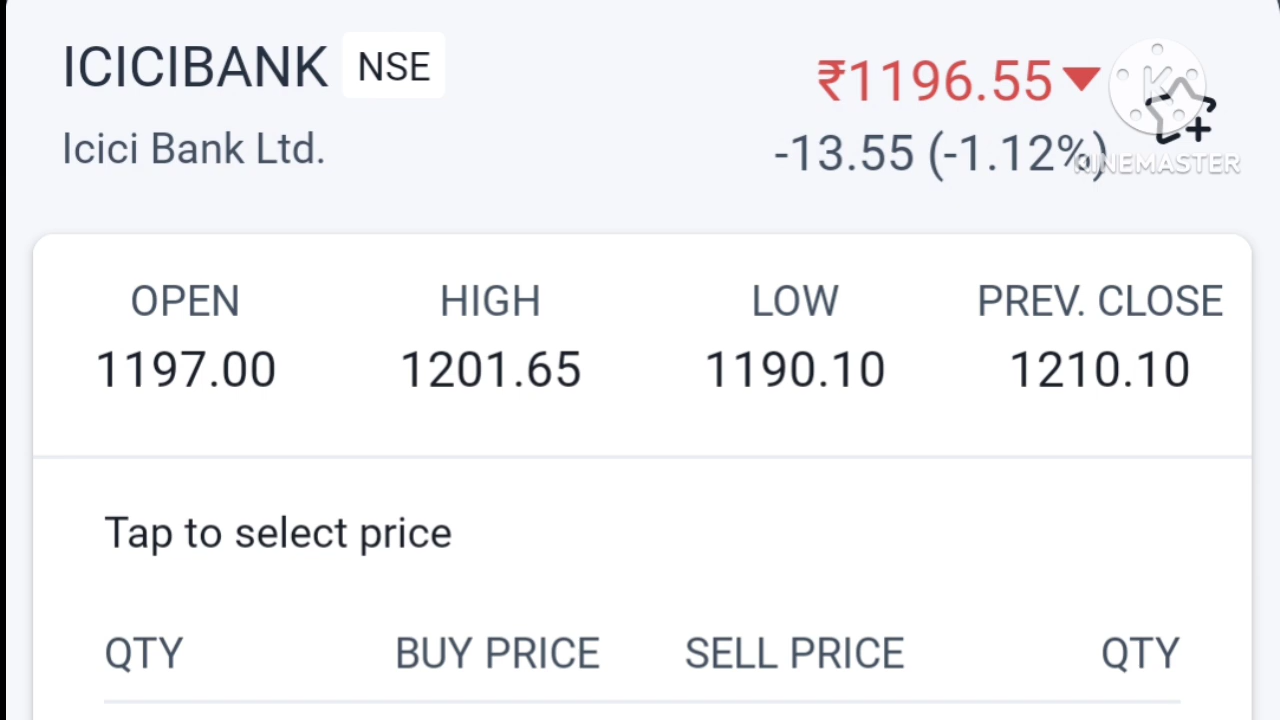 ICICIBANK NSE ₹1196.55▼
Icici Bank Ltd. -13.55 (-1.12%)
KINEMASTER
OPEN HIGH LOW PREV. CLOSE
1197.00 1201.65 1190.10 1210.10
Tap to select price
QTY BUY PRICE SELL PRICE QTY